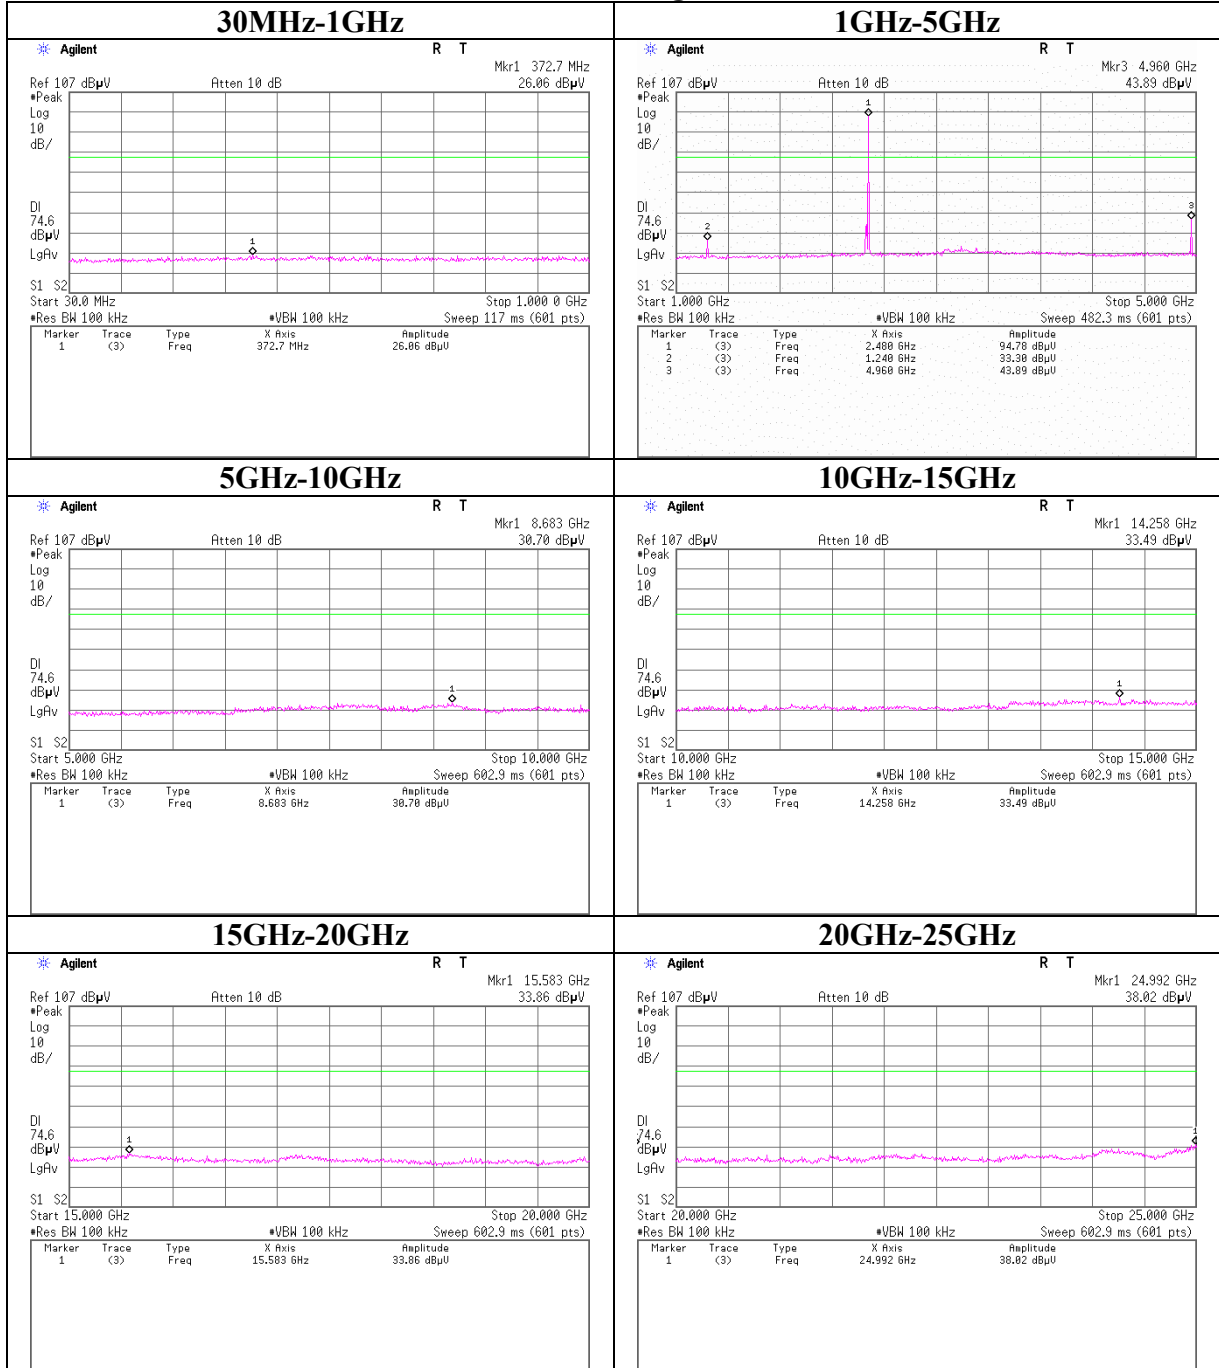 30MHz-1GHz
Agilent R T
Mkr1 372.7 MHz
Ref 107 dBµV Atten 10 dB 26.06 dBµV
#Peak
Log
10
dB/
1
DI
74.6
dBµV
LgAv
S1 S2
Start 30.0 MHz Stop 1.000 0 GHz
#Res BW 100 kHz #VBW 100 kHz Sweep 117 ms (601 pts)
Marker Trace Type X Axis Amplitude
1 (3) Freq 372.7 MHz 26.06 dBµV
1GHz-5GHz
Agilent R T
Mkr3 4.960 GHz
Ref 107 dBµV Atten 10 dB 43.89 dBµV
#Peak
Log
10
dB/
1
2
3
DI
74.6
dBµV
LgAv
S1 S2
Start 1.000 GHz Stop 5.000 GHz
#Res BW 100 kHz #VBW 100 kHz Sweep 482.3 ms (601 pts)
Marker Trace Type X Axis Amplitude
1 (3) Freq 2.480 GHz 94.78 dBµV
2 (3) Freq 1.240 GHz 33.30 dBµV
3 (3) Freq 4.960 GHz 43.89 dBµV
5GHz-10GHz
Agilent R T
Mkr1 8.683 GHz
Ref 107 dBµV Atten 10 dB 30.70 dBµV
#Peak
Log
10
dB/
1
DI
74.6
dBµV
LgAv
S1 S2
Start 5.000 GHz Stop 10.000 GHz
#Res BW 100 kHz #VBW 100 kHz Sweep 602.9 ms (601 pts)
Marker Trace Type X Axis Amplitude
1 (3) Freq 8.683 GHz 30.70 dBµV
10GHz-15GHz
Agilent R T
Mkr1 14.258 GHz
Ref 107 dBµV Atten 10 dB 33.49 dBµV
#Peak
Log
10
dB/
1
DI
74.6
dBµV
LgAv
S1 S2
Start 10.000 GHz Stop 15.000 GHz
#Res BW 100 kHz #VBW 100 kHz Sweep 602.9 ms (601 pts)
Marker Trace Type X Axis Amplitude
1 (3) Freq 14.258 GHz 33.49 dBµV
15GHz-20GHz
Agilent R T
Mkr1 15.583 GHz
Ref 107 dBµV Atten 10 dB 33.86 dBµV
#Peak
Log
10
dB/
1
DI
74.6
dBµV
LgAv
S1 S2
Start 15.000 GHz Stop 20.000 GHz
#Res BW 100 kHz #VBW 100 kHz Sweep 602.9 ms (601 pts)
Marker Trace Type X Axis Amplitude
1 (3) Freq 15.583 GHz 33.86 dBµV
20GHz-25GHz
Agilent R T
Mkr1 24.992 GHz
Ref 107 dBµV Atten 10 dB 38.02 dBµV
#Peak
Log
10
dB/
1
DI
74.6
dBµV
LgAv
S1 S2
Start 20.000 GHz Stop 25.000 GHz
#Res BW 100 kHz #VBW 100 kHz Sweep 602.9 ms (601 pts)
Marker Trace Type X Axis Amplitude
1 (3) Freq 24.992 GHz 38.02 dBµV